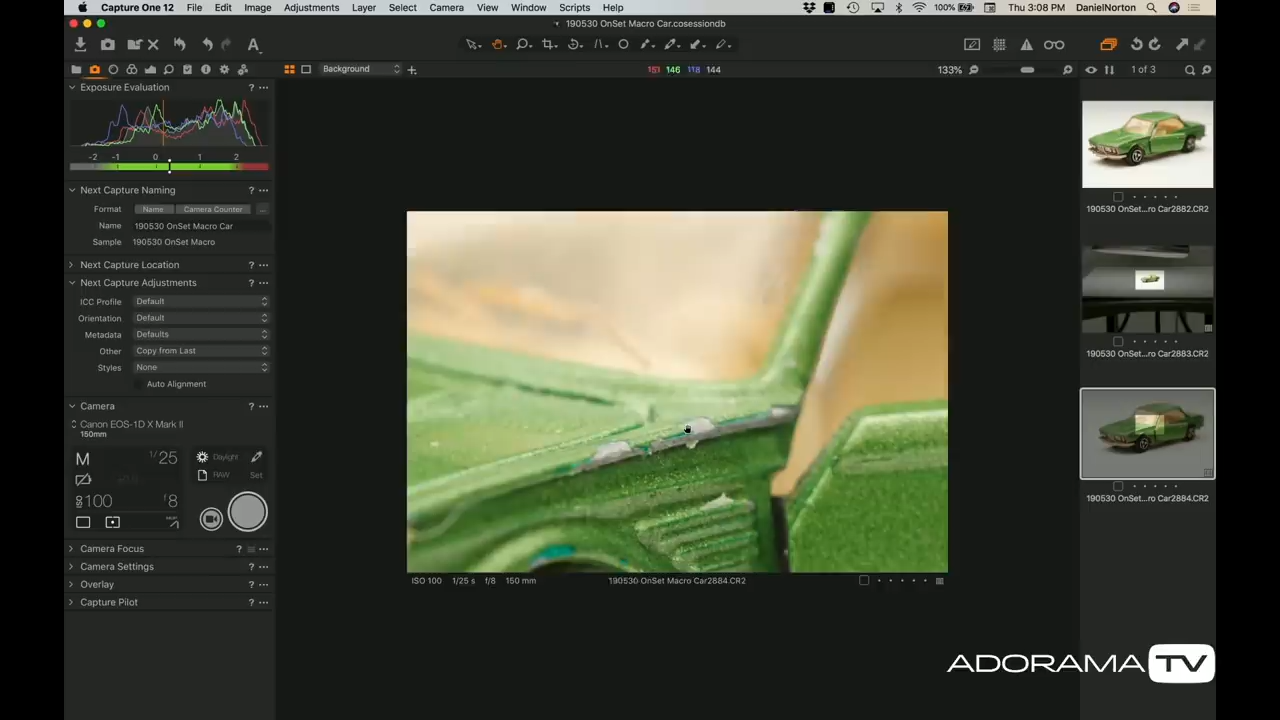 Capture One 12 File Edit View Image Adjustments Layer Select Camera View Window Scripts Help 100% Thu 3:08 PM DanielNorton
190530 OnSet Macro Car.cosessiondb
Background
151 146 118 144
133%
1 of 3
Exposure Evaluation ?
-2 -1 0 1 2
Next Capture Naming ?
Format Name Camera Counter ...
Name 190530 OnSet Macro Car
Sample 190530 OnSet Macro
Next Capture Location ?
Next Capture Adjustments ?
ICC Profile Default
Orientation Default
Metadata Defaults
Other Copy from Last
Styles None
Auto Alignment
Camera ?
Canon EOS-1D X Mark II
150mm
M 1/25 Daylight
RAW Set
100 f8
Camera Focus ?
Camera Settings ?
Overlay ?
Capture Pilot ?
ISO 100 1/25 s f/8 150 mm 190530 OnSet Macro Car2884.CR2
190530 OnSet...ro Car2882.CR2
190530 OnSet...ro Car2883.CR2
190530 OnSet...ro Car2884.CR2
ADORAMA TV